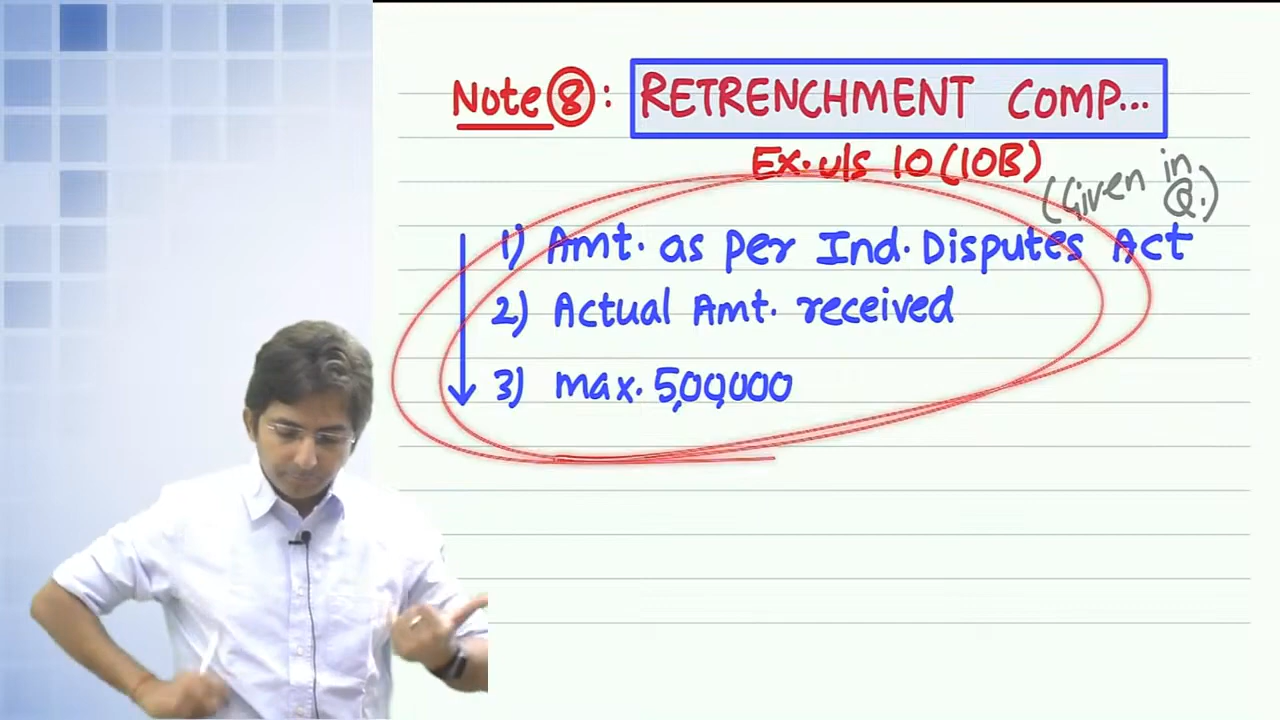 Note 8: RETRENCHMENT COMP...
Ex. u/s 10(10B)
(Given in Q.)
1) Amt. as per Ind. Disputes Act
2) Actual Amt. received
3) max. 5,00,000